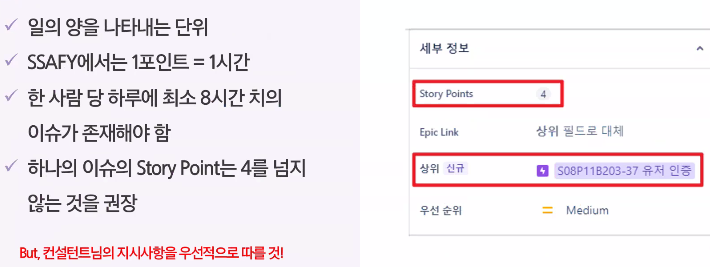 일의 양을 나타내는 단위
SSAFY에서는 1포인트 = 1시간
한 사람 당 하루에 최소 8시간 치의
이슈가 존재해야 함
하나의 이슈의 Story Point는 4를 넘지
않는 것을 권장
But, 컨설턴트님의 지시사항을 우선적으로 따를 것!
세부 정보
Story Points 4
Epic Link 상위 필드로 대체
상위 신규 S08P11B203-37 유저 인증
우선 순위 Medium